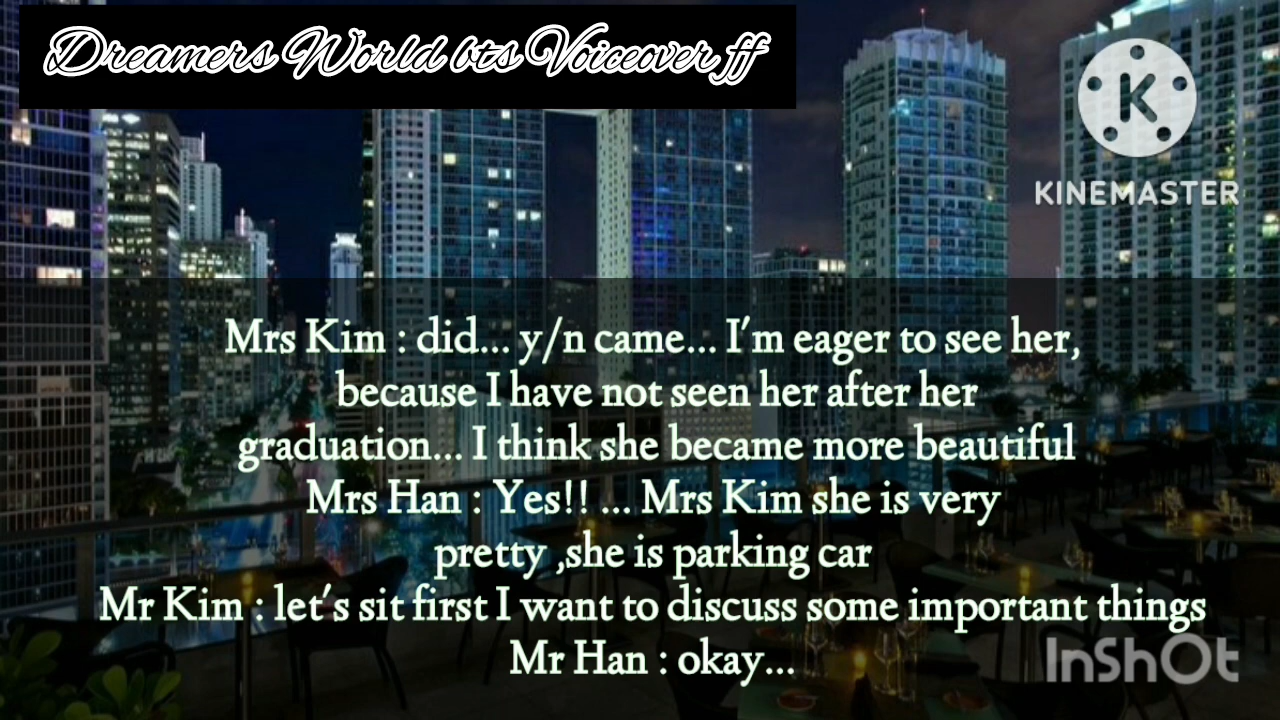 Dreamers World bts Voiceover ff
K
KINEMASTER
Mrs Kim : did... y/n came... I'm eager to see her,
because I have not seen her after her
graduation... I think she became more beautiful
Mrs Han : Yes!! ... Mrs Kim she is very
pretty ,she is parking car
Mr Kim : let's sit first I want to discuss some important things
Mr Han : okay...
InShOt